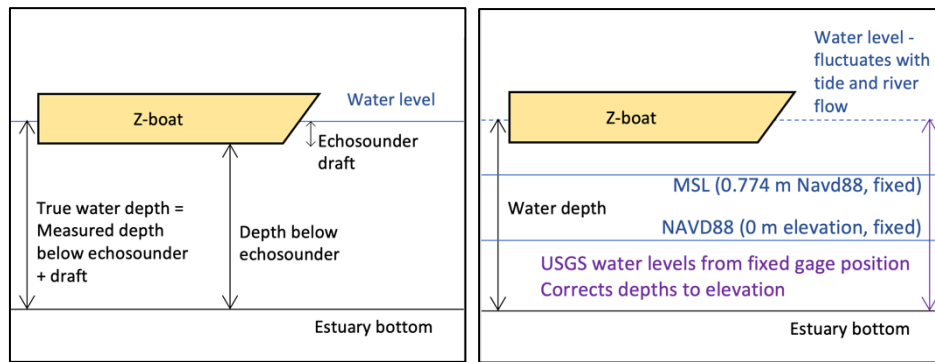 Z-boat
Water level
Echosounder
draft
True water depth =
Measured depth
below echosounder
+ draft
Depth below
echosounder
Estuary bottom
Water level -
fluctuates with
tide and river
flow
Z-boat
MSL (0.774 m Navd88, fixed)
Water depth
NAVD88 (0 m elevation, fixed)
USGS water levels from fixed gage position
Corrects depths to elevation
Estuary bottom